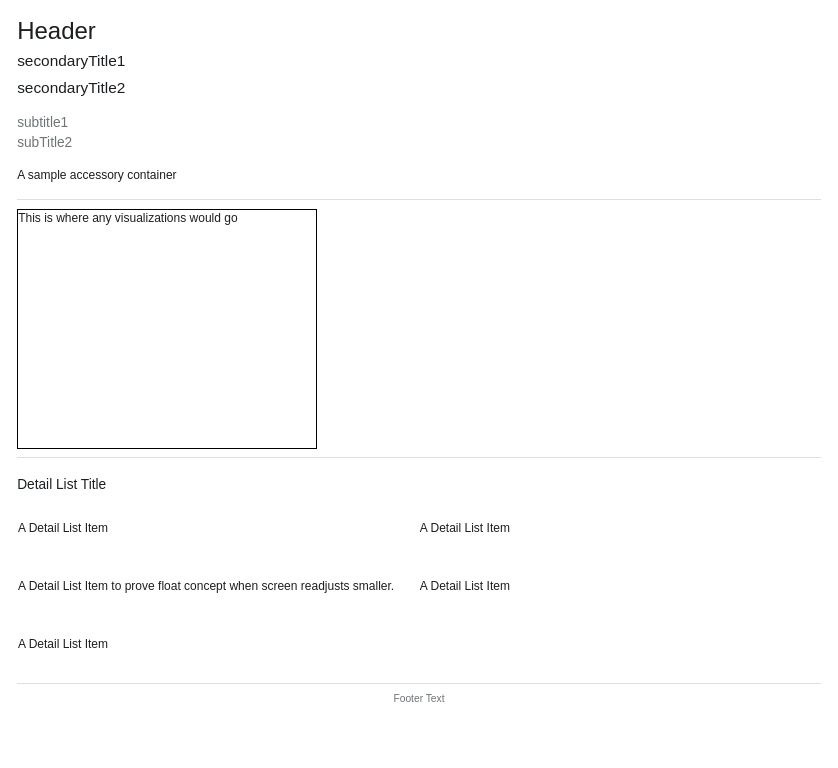 Header
secondaryTitle1
secondaryTitle2
subtitle1
subTitle2
A sample accessory container
This is where any visualizations would go
Detail List Title
A Detail List Item
A Detail List Item
A Detail List Item to prove float concept when screen readjusts smaller.
A Detail List Item
A Detail List Item
Footer Text